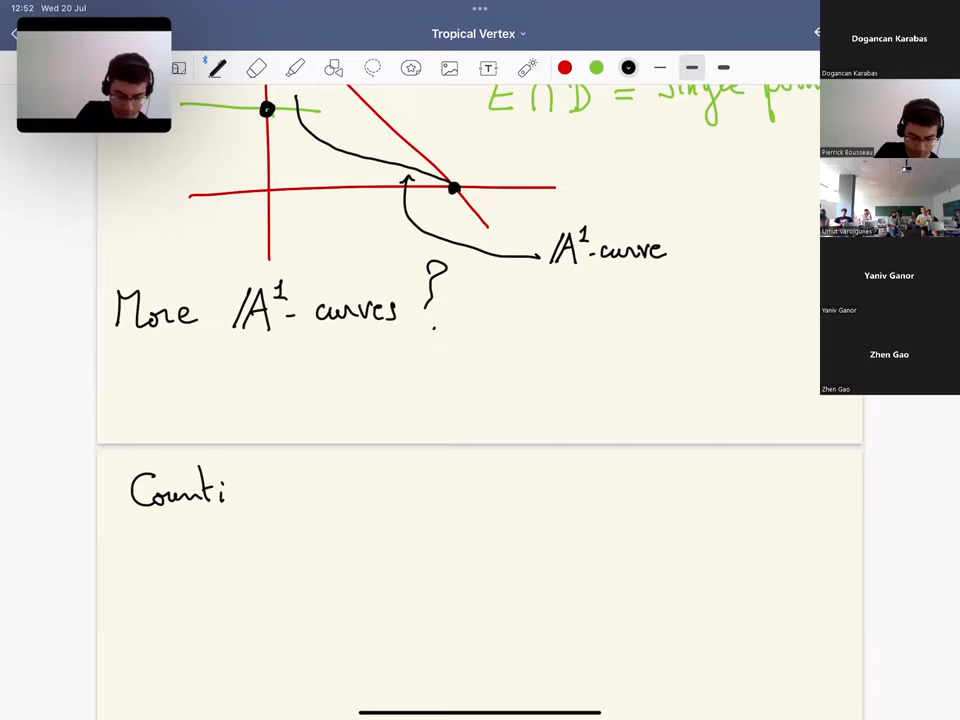 12:52 Wed 20 Jul
Tropical Vertex
E ∩ D = single
𝔸¹-curve
More 𝔸¹- curves ?
Counti
Dogancan Karabas
Dogancan Karabas
Pierrick Bousseau
Umut Varolgunes
Yaniv Ganor
Yaniv Ganor
Zhen Gao
Zhen Gao